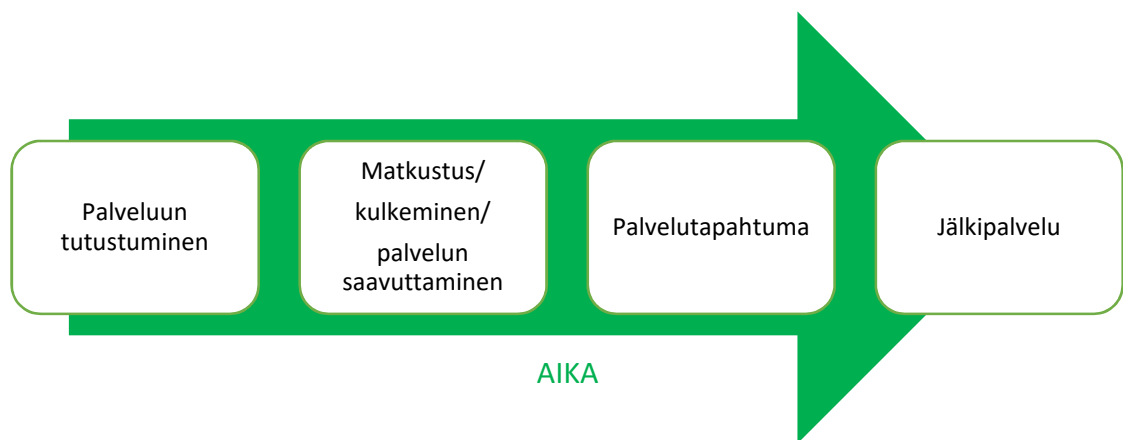 Palveluun
tutustuminen
Matkustus/
kulkeminen/
palvelun
saavuttaminen
Palvelutapahtuma
Jälkipalvelu
AIKA